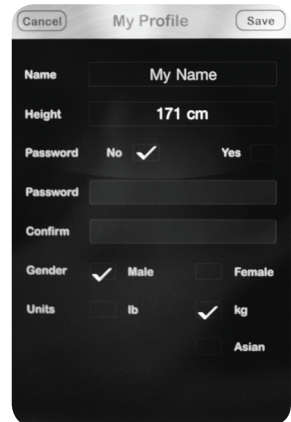 Cancel My Profile Save
Name My Name
Height 171 cm
Password No Yes
Password
Confirm
Gender Male Female
Units lb kg
Asian